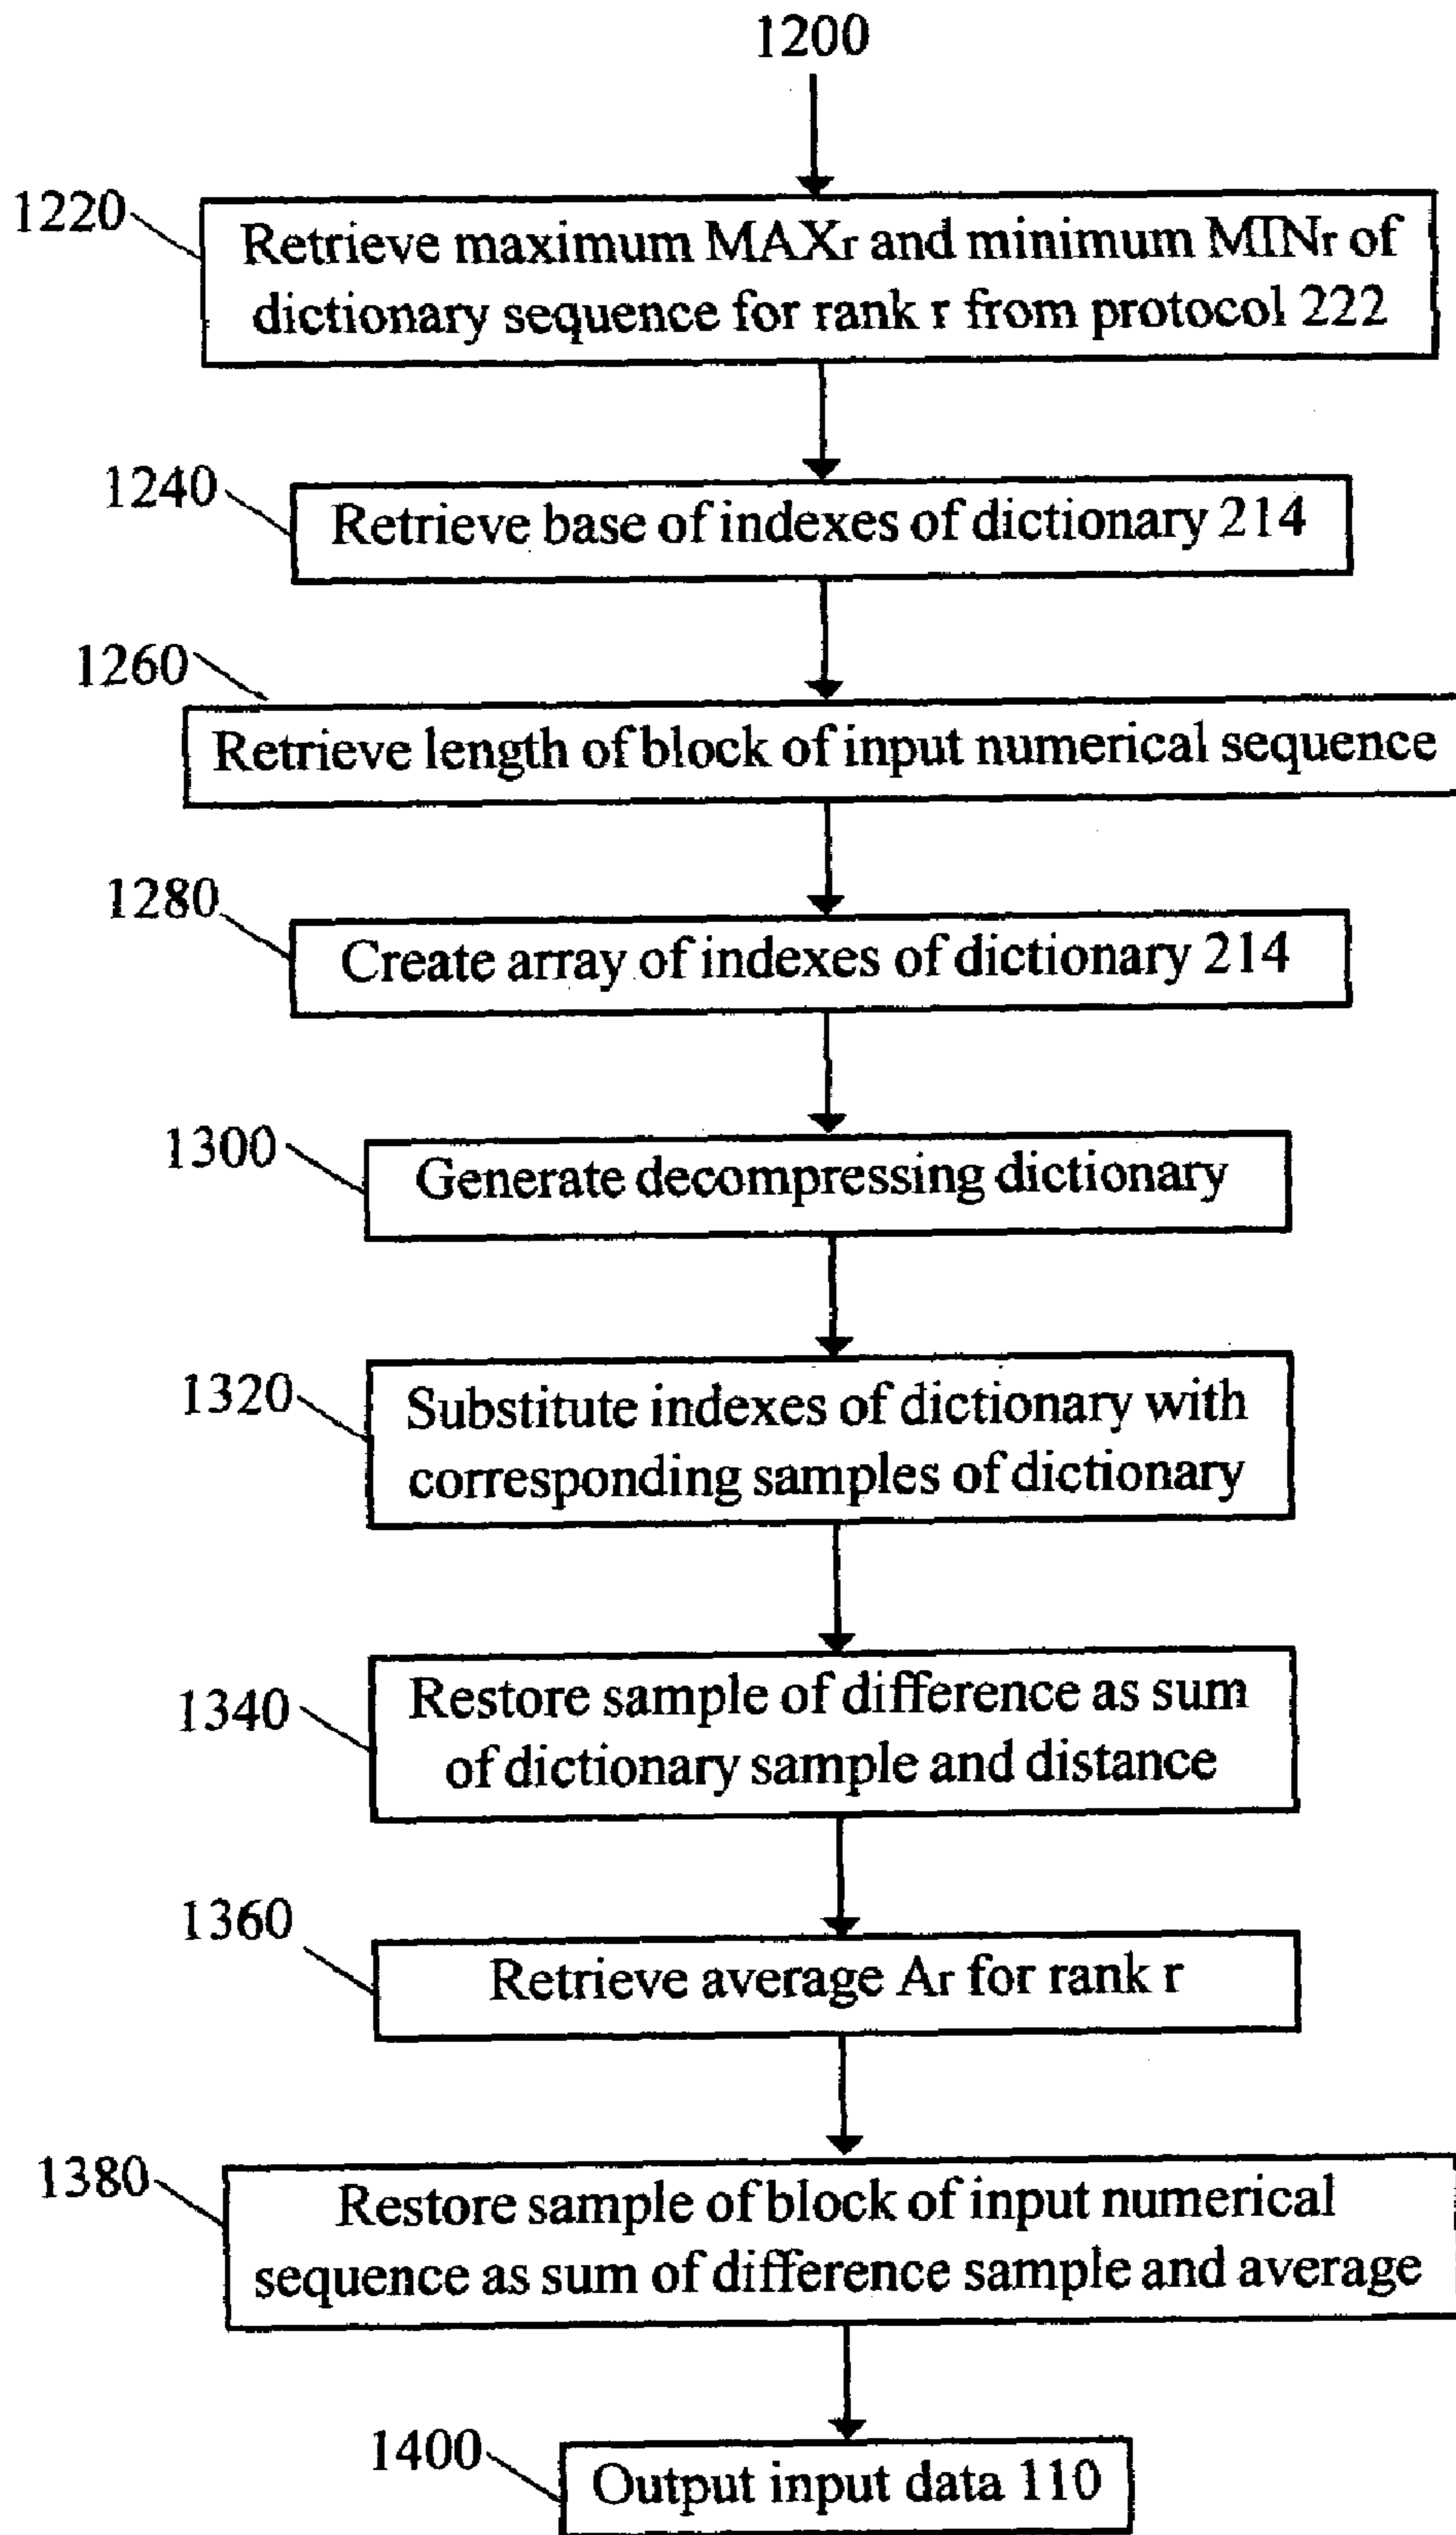 1200
1220
Retrieve maximum MAXr and minimum MINr of
dictionary sequence for rank r from protocol 222
1240
Retrieve base of indexes of dictionary 214
1260
Retrieve length of block of input numerical sequence
1280
Create array of indexes of dictionary 214
1300
Generate decompressing dictionary
1320
Substitute indexes of dictionary with
corresponding samples of dictionary
1340
Restore sample of difference as sum
of dictionary sample and distance
1360
Retrieve average Ar for rank r
1380
Restore sample of block of input numerical
sequence as sum of difference sample and average
1400
Output input data 110